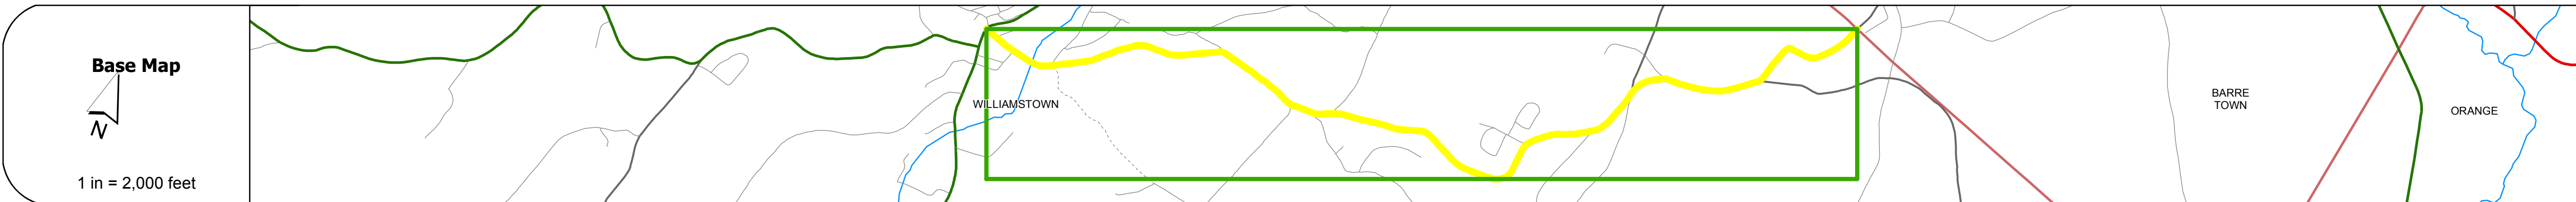 Base Map
N
1 in = 2,000 feet
WILLIAMSTOWN
BARRE
TOWN
ORANGE